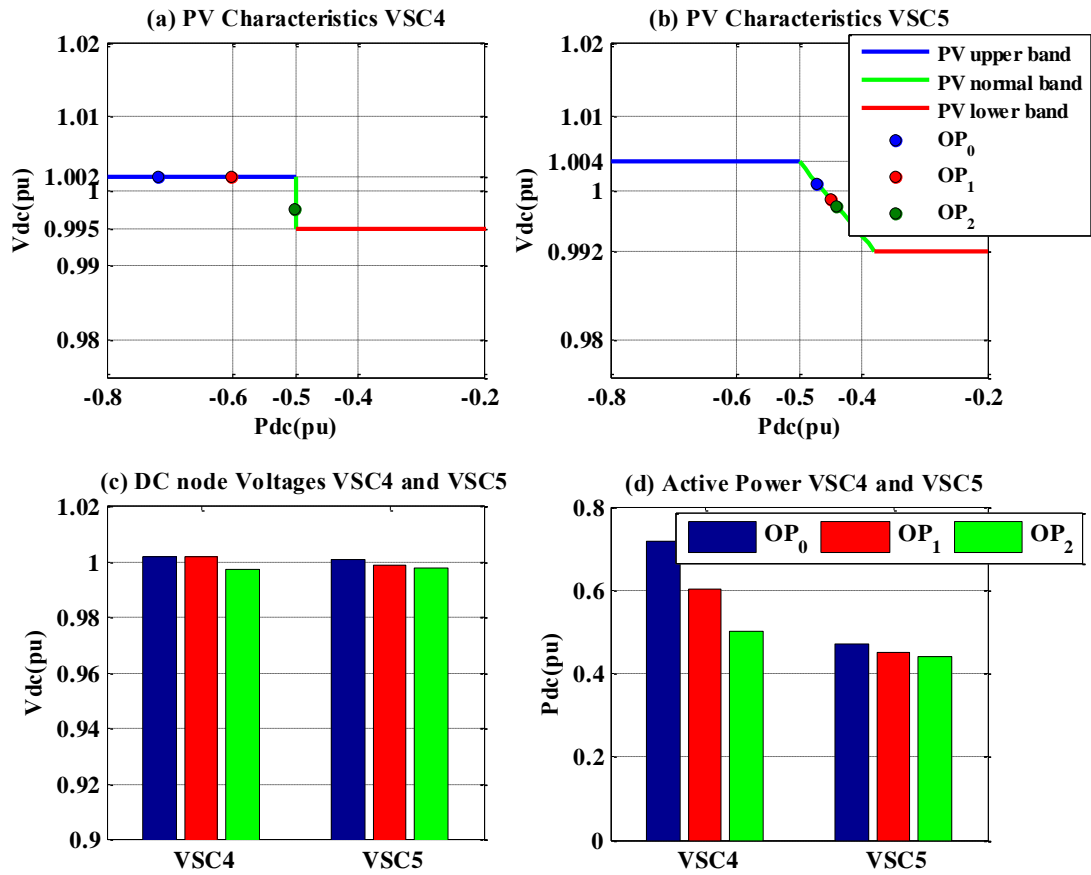 (a) PV Characteristics VSC4
1.02
1.01
1.002
1
0.995
0.99
0.98
Vdc(pu)
-0.8
-0.6
-0.5
-0.4
-0.2
Pdc(pu)
(b) PV Characteristics VSC5
1.02
1.01
1.004
1
0.992
0.98
Vdc(pu)
-0.8
-0.6
-0.5
-0.4
-0.2
Pdc(pu)
PV upper band
PV normal band
PV lower band
OP₀
OP₁
OP₂
(c) DC node Voltages VSC4 and VSC5
1.02
1
0.98
0.96
0.94
0.92
0.9
Vdc(pu)
VSC4
VSC5
(d) Active Power VSC4 and VSC5
0.8
0.6
0.4
0.2
0
Pdc(pu)
VSC4
VSC5
OP₀ OP₁ OP₂